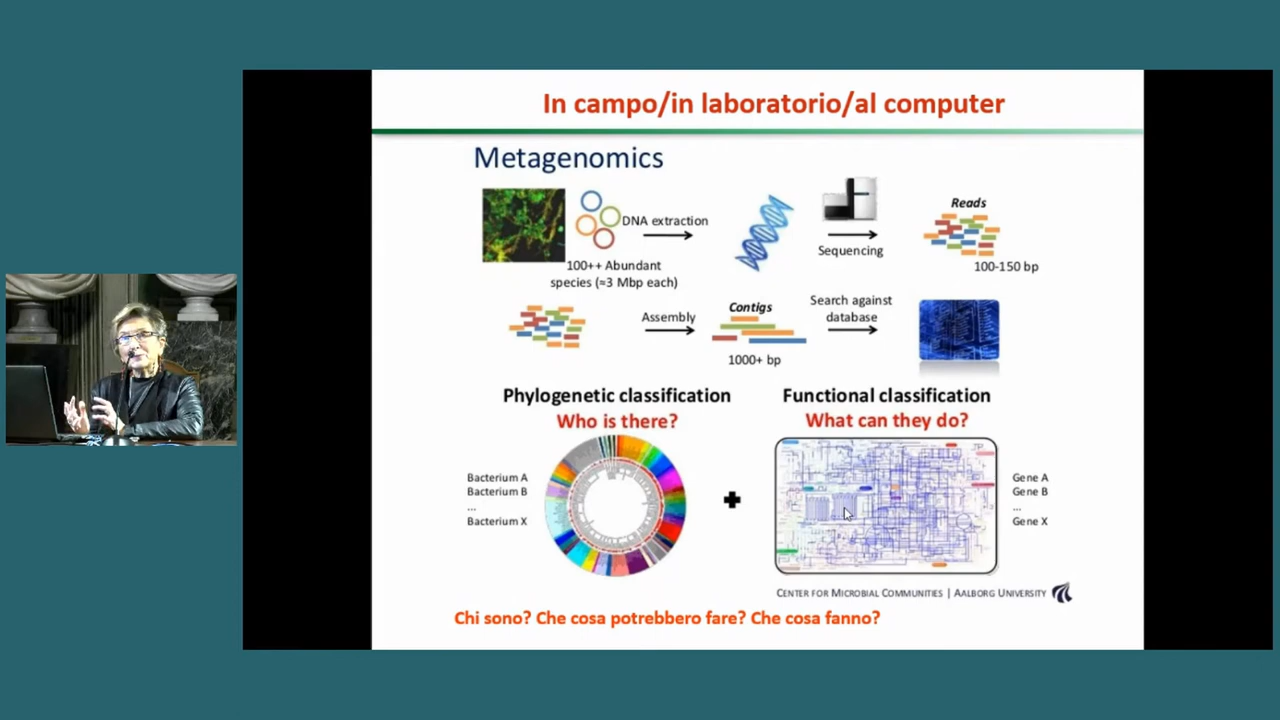 In campo/in laboratorio/al computer
Metagenomics
DNA extraction
100++ Abundant
species (≈3 Mbp each)
Sequencing
Reads
100-150 bp
Assembly
Contigs
1000+ bp
Search against
database
Phylogenetic classification
Who is there?
Bacterium A
Bacterium B
...
Bacterium X
Functional classification
What can they do?
Gene A
Gene B
...
Gene X
CENTER FOR MICROBIAL COMMUNITIES | AALBORG UNIVERSITY
Chi sono? Che cosa potrebbero fare? Che cosa fanno?